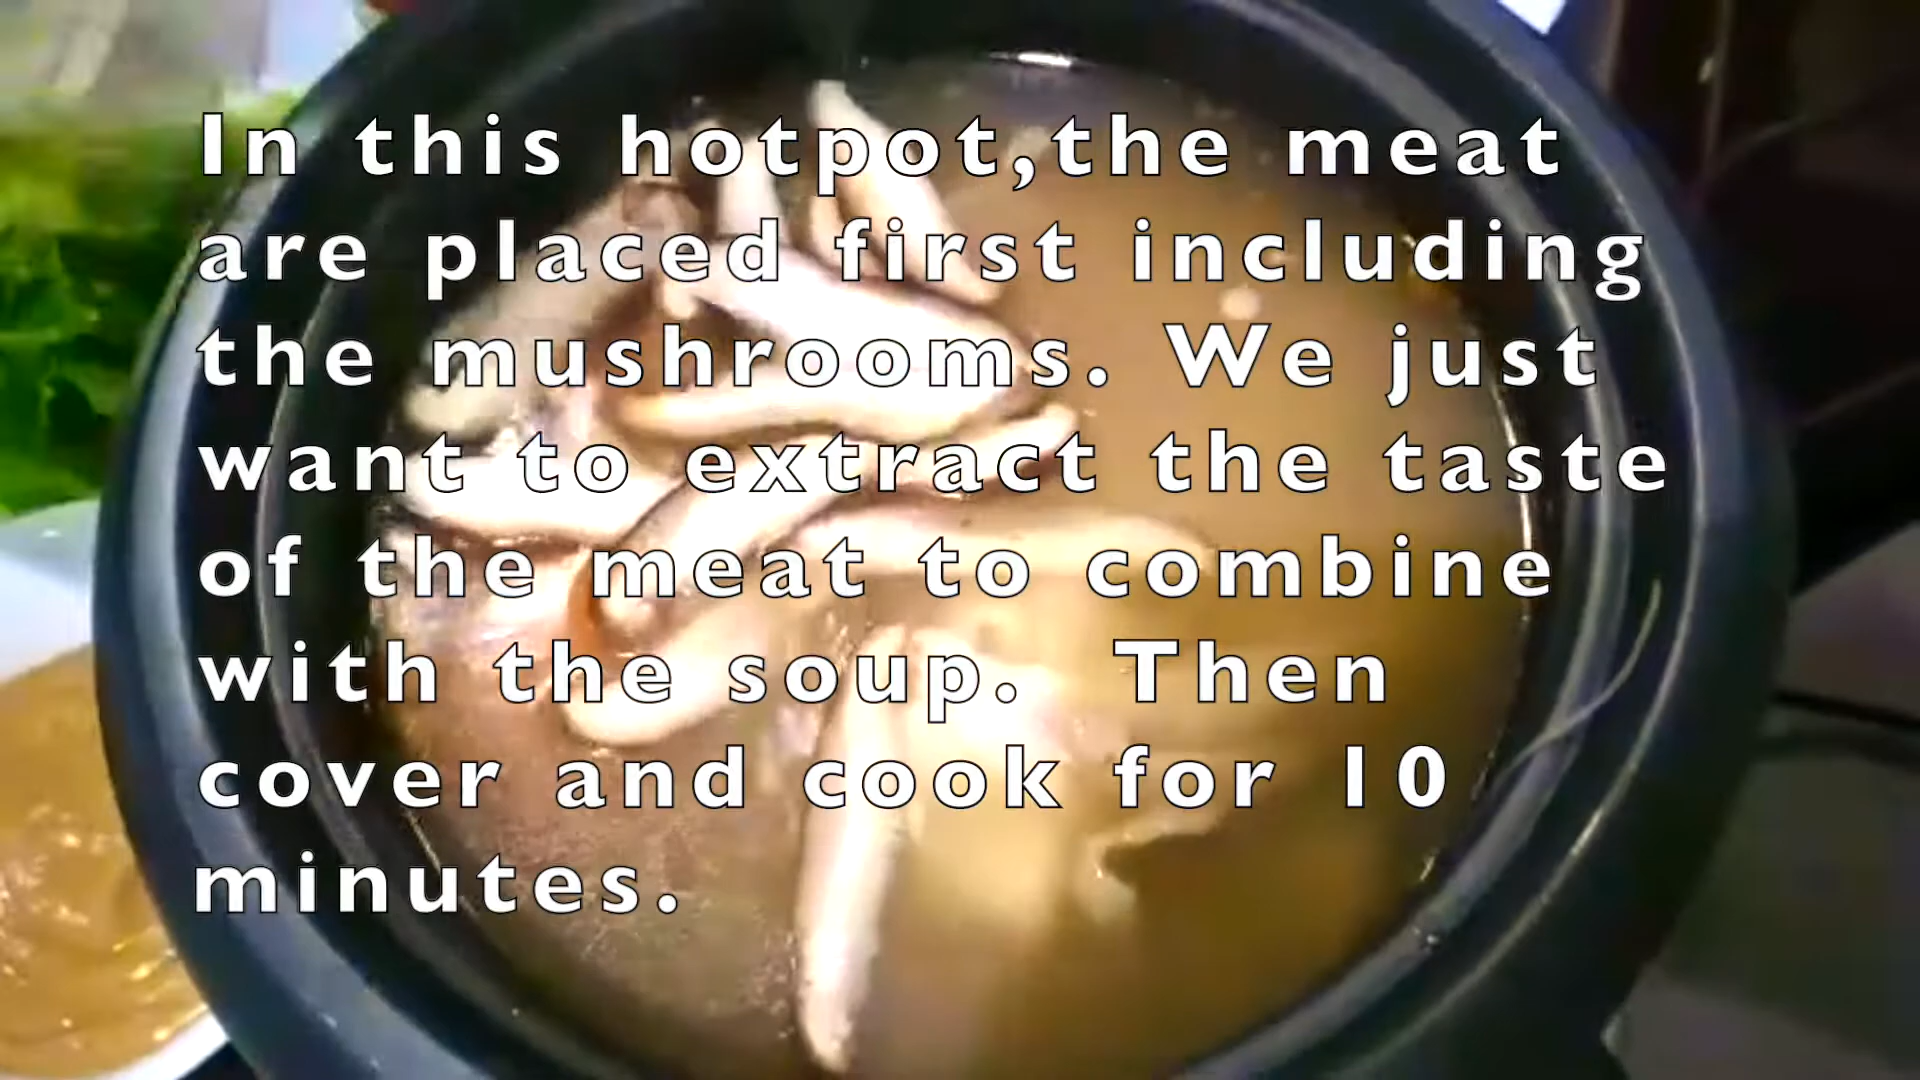 In this hotpot,the meat
are placed first including
the mushrooms. We just
want to extract the taste
of the meat to combine
with the soup.  Then
cover and cook for 10
minutes.